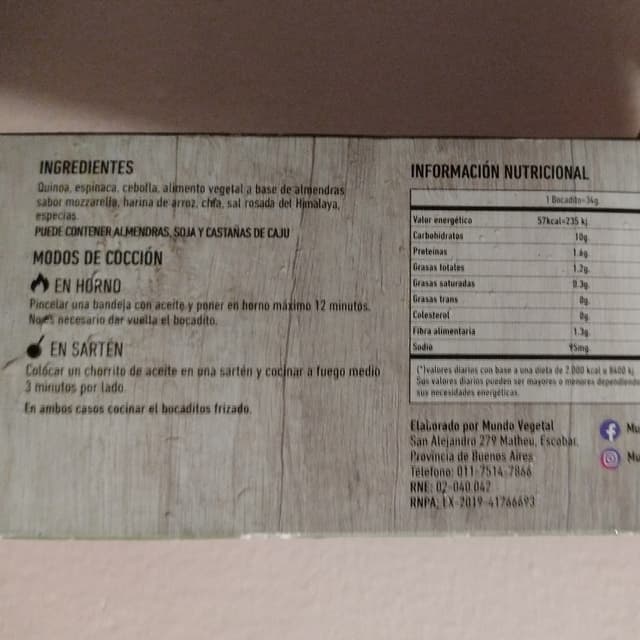 INGREDIENTES
Quinoa, espinaca, cebolla, alimento vegetal a base de almendras
sabor mozzarella, harina de arroz, chía, sal rosada del Himalaya,
especias.
PUEDE CONTENER ALMENDRAS, SOJA Y CASTAÑAS DE CAJU
MODOS DE COCCIÓN
EN HORNO
Pincelar una bandeja con aceite y poner en horno máximo 12 minutos.
No es necesario dar vuelta el bocadito.
EN SARTÉN
Colocar un chorrito de aceite en una sartén y cocinar a fuego medio
3 minutos por lado.
En ambos casos cocinar el bocaditos frizado.
INFORMACIÓN NUTRICIONAL
1 Bocadito=34g
Valor energético 57kcal=235 kj
Carbohidratos 10g
Proteínas 1.6g
Grasas totales 1.2g
Grasas saturadas 0.3g
Grasas trans 0g
Colesterol 0g
Fibra alimentaria 1.3g
Sodio 45mg
(*)valores diarios con base a una dieta de 2.000 kcal u 8400 kj
Sus valores diarios pueden ser mayores o menores dependiendo
sus necesidades energéticas.
Elaborado por Mundo Vegetal
San Alejandro 279 Matheu, Escobar.
Provincia de Buenos Aires
Teléfono: 011-7514-7866
RNE: 02-040.042
RNPA: EX-2019-41766693
Mu
Mu